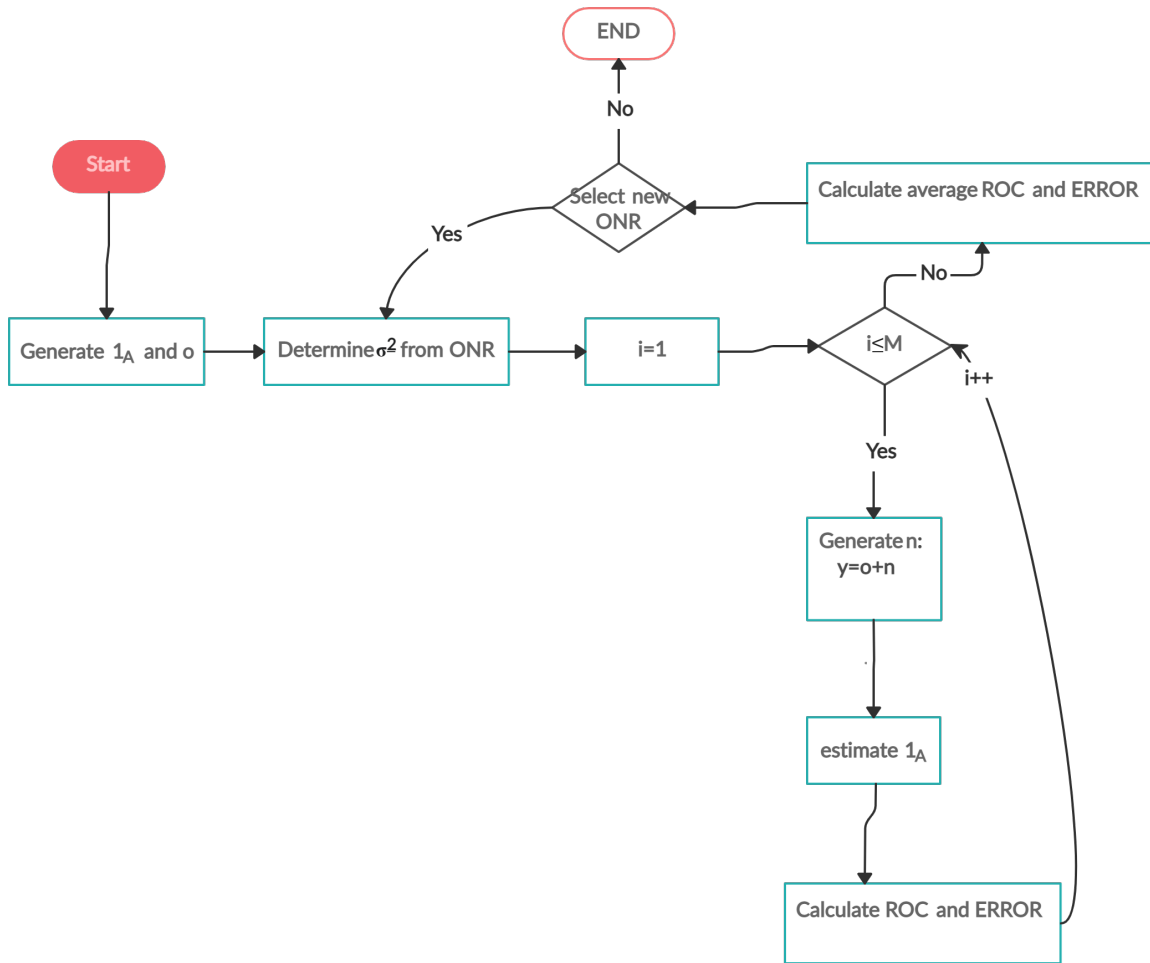 END
No
Start
Select new
ONR
Calculate average ROC and ERROR
Yes
No
Generate 1A and o
Determine σ2 from ONR
i=1
i≤M
i++
Yes
Generate n:
y=o+n
estimate 1A
Calculate ROC and ERROR